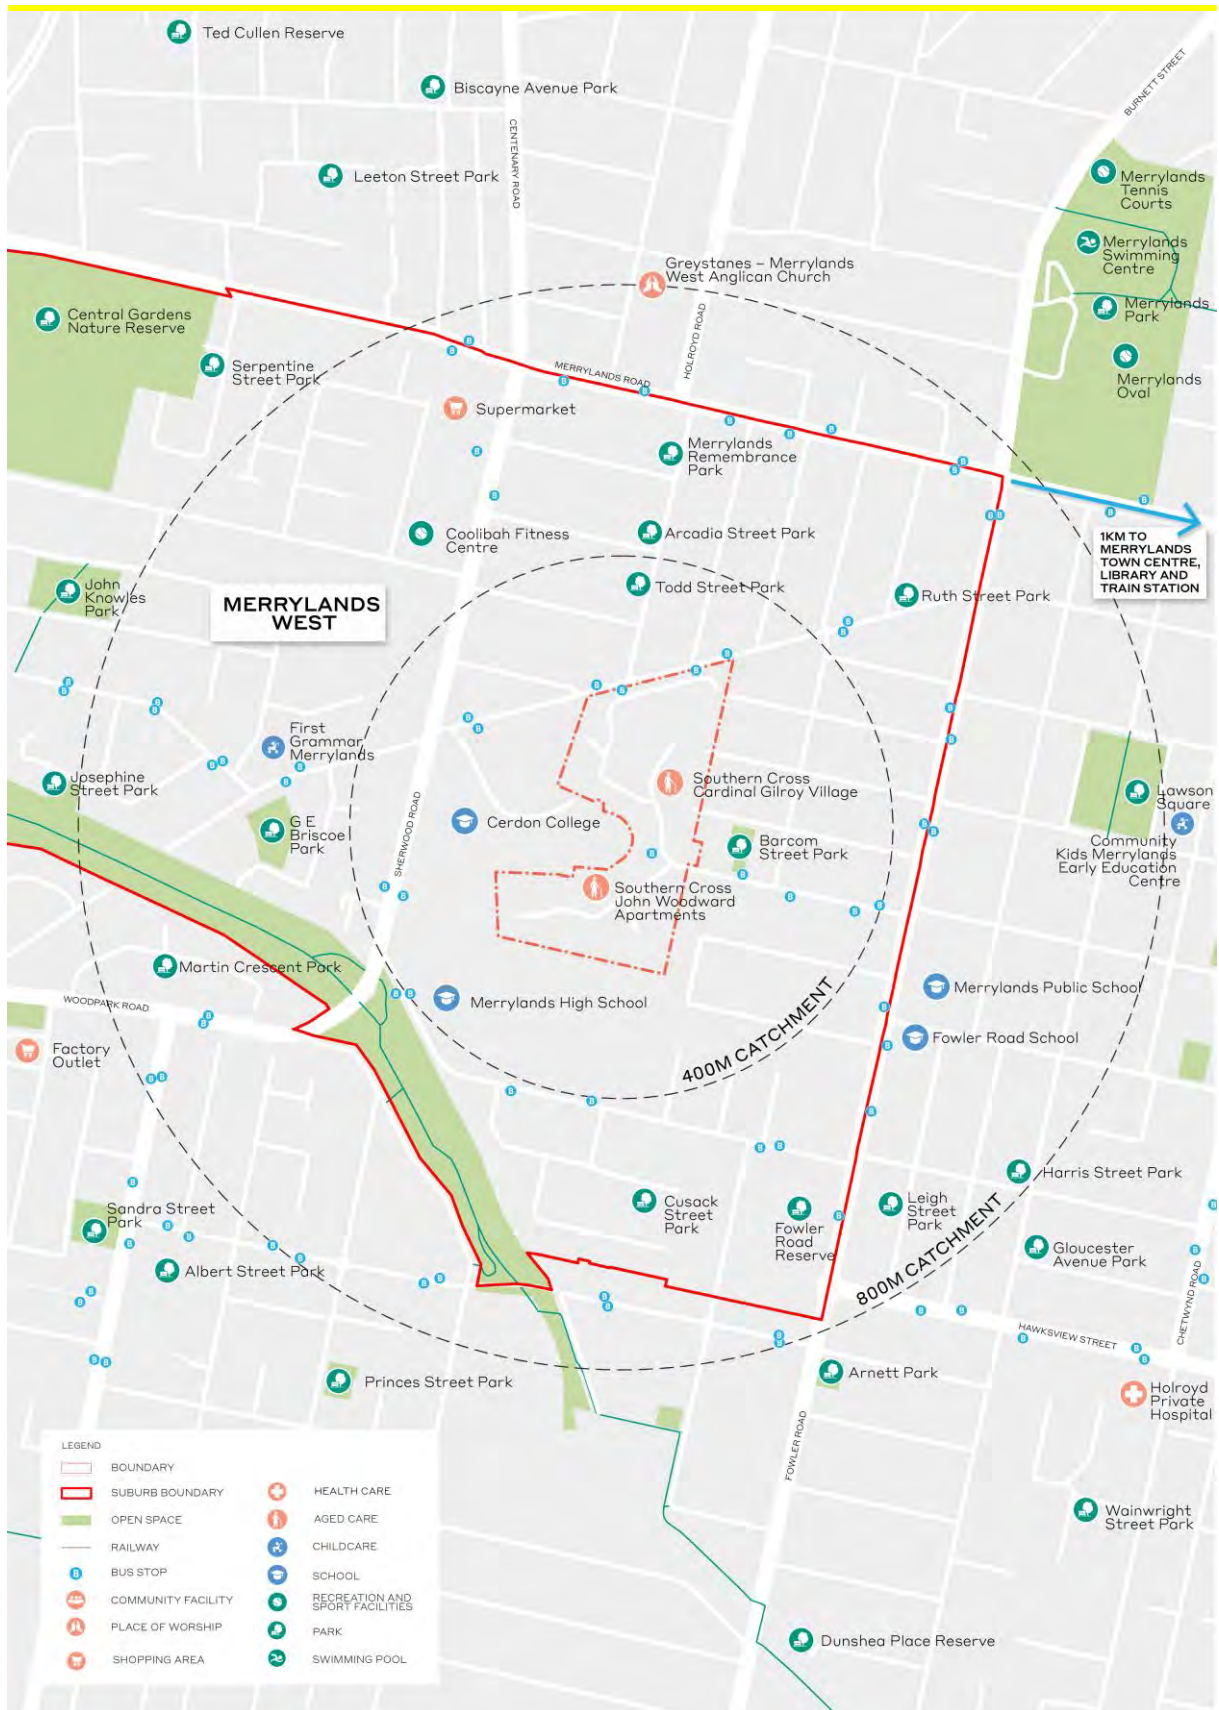 Ted Cullen Reserve
Biscayne Avenue Park
BURNETT STREET
CENTENARY ROAD
Leeton Street Park
Merrylands
Tennis
Courts
Merrylands
Swimming
Centre
Greystanes – Merrylands
West Anglican Church
Central Gardens
Nature Reserve
Merrylands
Park
HOLROYD ROAD
Serpentine
Street Park
MERRYLANDS ROAD
Merrylands
Oval
Supermarket
Merrylands
Remembrance
Park
Coolibah Fitness
Centre
Arcadia Street Park
1KM TO
MERRYLANDS
TOWN CENTRE,
LIBRARY AND
TRAIN STATION
John
Knowles
Park
MERRYLANDS
WEST
Todd Street Park
Ruth Street Park
First
Grammar
Merrylands
Josephine
Street Park
Southern Cross
Cardinal Gilroy Village
Lawson
Square
G E
Briscoe
Park
SHERWOOD ROAD
Cerdon College
Barcom
Street Park
Community
Kids Merrylands
Early Education
Centre
Southern Cross
John Woodward
Apartments
Martin Crescent Park
WOODPARK ROAD
Merrylands High School
Merrylands Public School
400M CATCHMENT
Fowler Road School
Factory
Outlet
Harris Street Park
Sandra Street
Park
Cusack
Street
Park
Fowler
Road
Reserve
Leigh
Street
Park
800M CATCHMENT
Gloucester
Avenue Park
Albert Street Park
CHETWYND ROAD
HAWKSVIEW STREET
Princes Street Park
Arnett Park
Holroyd
Private
Hospital
FOWLER ROAD
LEGEND
BOUNDARY
SUBURB BOUNDARY
OPEN SPACE
RAILWAY
BUS STOP
COMMUNITY FACILITY
PLACE OF WORSHIP
SHOPPING AREA
HEALTH CARE
AGED CARE
CHILDCARE
SCHOOL
RECREATION AND
SPORT FACILITIES
PARK
SWIMMING POOL
Wainwright
Street Park
Dunshea Place Reserve